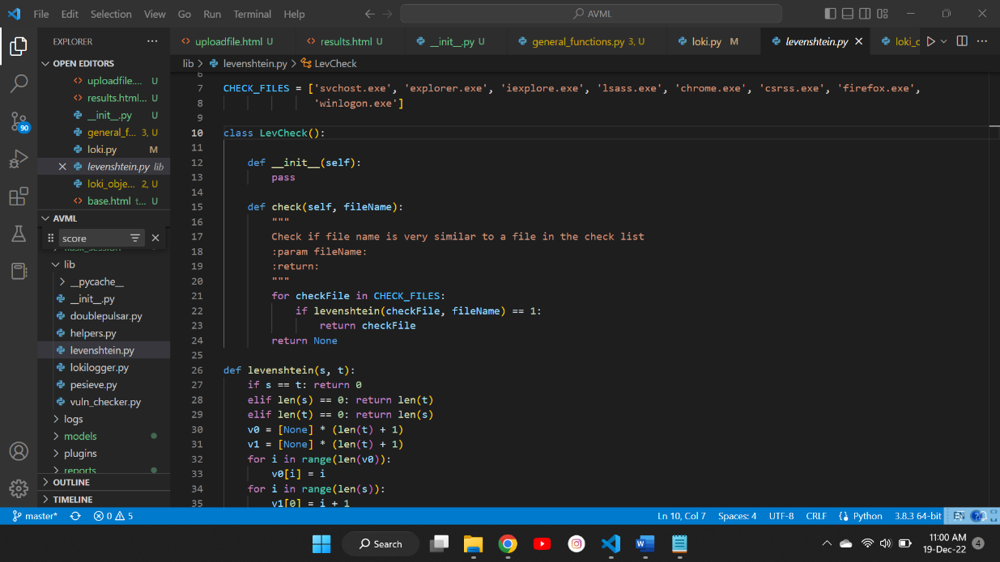 File Edit Selection View Go Run Terminal Help AVML
EXPLORER
uploadfile.html U results.html U __init__.py U general_functions.py 3, U loki.py M levenshtein.py
OPEN EDITORS
uploadfile.... U
results.html... U
__init__.py U
general_f... 3, U
loki.py M
levenshtein.py lib
loki_obje... 2, U
base.html t... U
AVML
score
lib
__pycache__
__init__.py
doublepulsar.py
helpers.py
levenshtein.py
lokilogger.py
pesieve.py
vuln_checker.py
logs
models
plugins
reports
OUTLINE
TIMELINE
lib > levenshtein.py > LevCheck
6
7 CHECK_FILES = ['svchost.exe', 'explorer.exe', 'iexplore.exe', 'lsass.exe', 'chrome.exe', 'csrss.exe', 'firefox.exe',
8 'winlogon.exe']
9
10 class LevCheck():
11
12 def __init__(self):
13 pass
14
15 def check(self, fileName):
16 """
17 Check if file name is very similar to a file in the check list
18 :param fileName:
19 :return:
20 """
21 for checkFile in CHECK_FILES:
22 if levenshtein(checkFile, fileName) == 1:
23 return checkFile
24 return None
25
26 def levenshtein(s, t):
27 if s == t: return 0
28 elif len(s) == 0: return len(t)
29 elif len(t) == 0: return len(s)
30 v0 = [None] * (len(t) + 1)
31 v1 = [None] * (len(t) + 1)
32 for i in range(len(v0)):
33 v0[i] = i
34 for i in range(len(s)):
35 v1[0] = i + 1
90
master* 0 5 Ln 10, Col 7 Spaces: 4 UTF-8 CRLF Python 3.8.3 64-bit
Search
11:00 AM
19-Dec-22
4